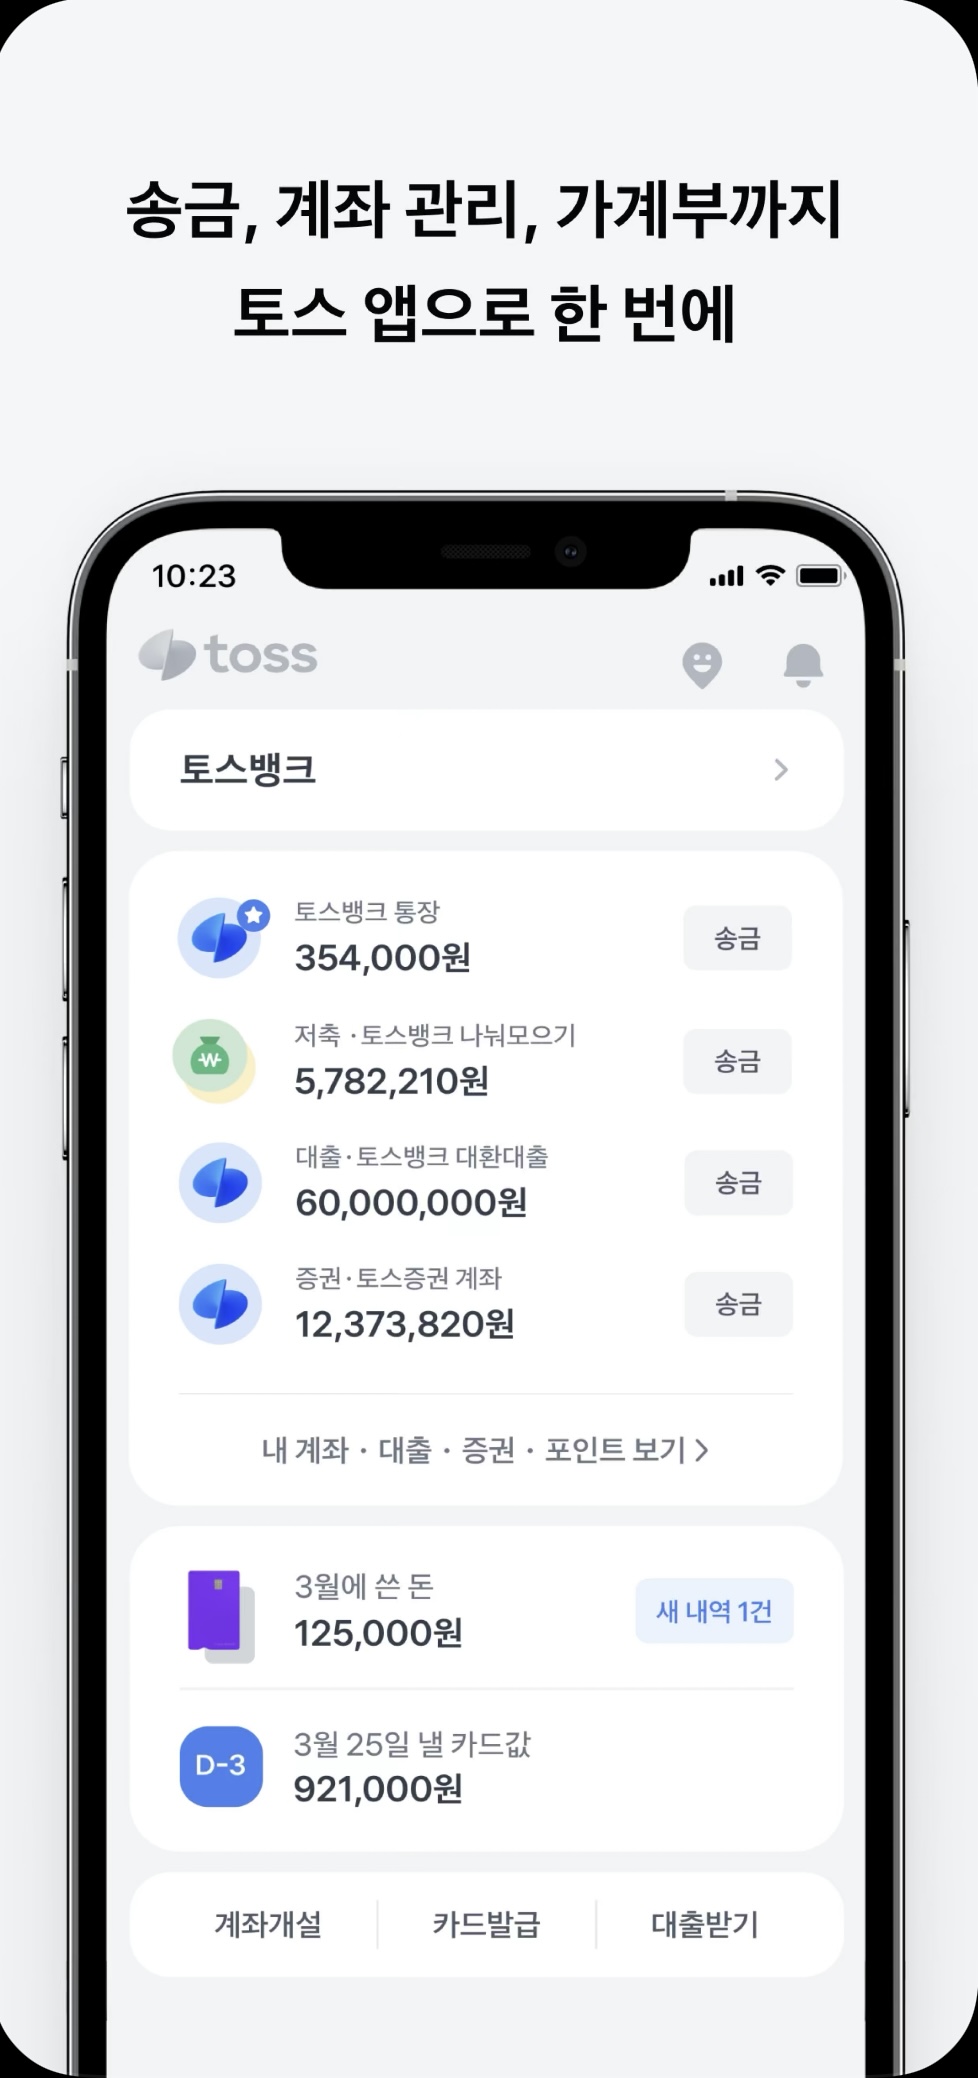 송금, 계좌 관리, 가계부까지
토스 앱으로 한 번에
10:23
toss
토스뱅크
토스뱅크 통장
354,000원
송금
저축 · 토스뱅크 나눠모으기
5,782,210원
송금
대출 · 토스뱅크 대환대출
60,000,000원
송금
증권 · 토스증권 계좌
12,373,820원
송금
내 계좌 · 대출 · 증권 · 포인트 보기 >
3월에 쓴 돈
125,000원
새 내역 1건
D-3
3월 25일 낼 카드값
921,000원
계좌개설
카드발급
대출받기